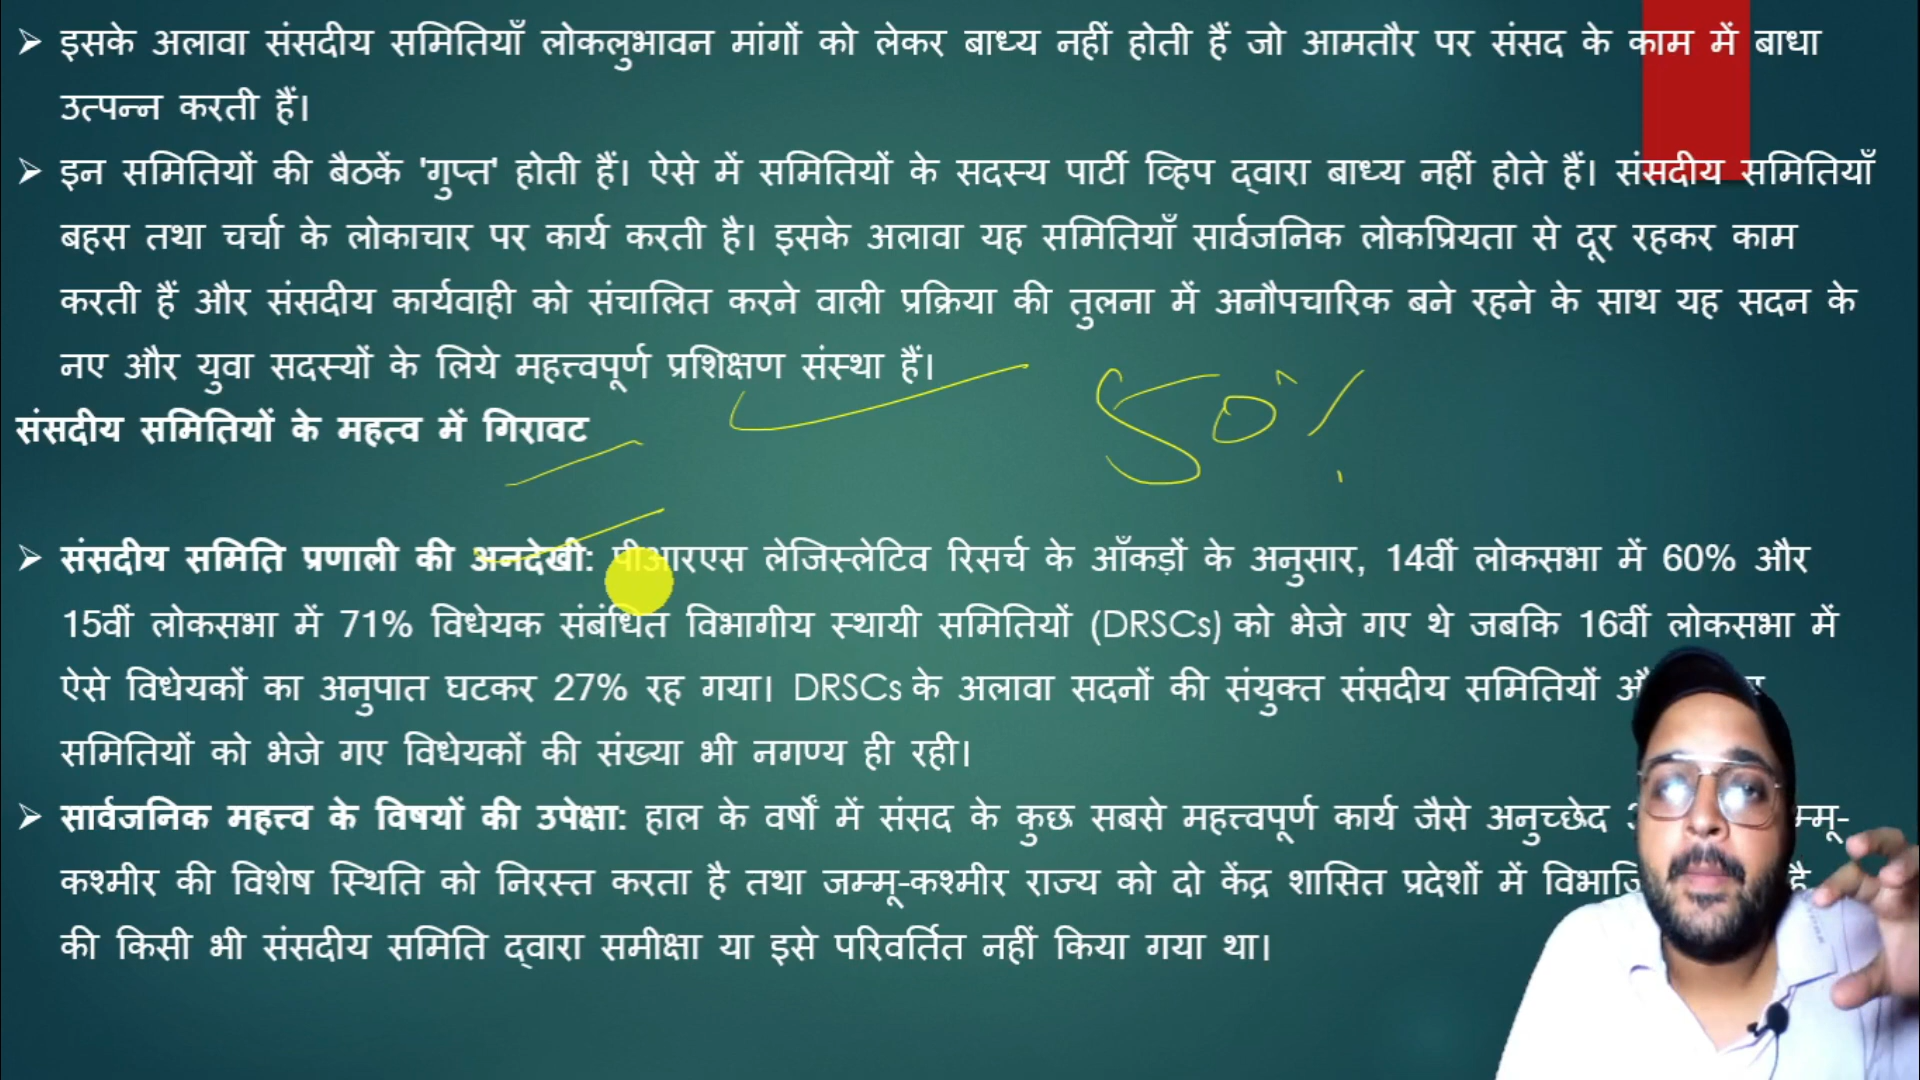 ➢ इसके अलावा संसदीय समितियाँ लोकलुभावन मांगों को लेकर बाध्य नहीं होती हैं जो आमतौर पर संसद के काम में बाधा
उत्पन्न करती हैं।
➢ इन समितियों की बैठकें 'गुप्त' होती हैं। ऐसे में समितियों के सदस्य पार्टी व्हिप द्वारा बाध्य नहीं होते हैं। संसदीय समितियाँ
बहस तथा चर्चा के लोकाचार पर कार्य करती है। इसके अलावा यह समितियाँ सार्वजनिक लोकप्रियता से दूर रहकर काम
करती हैं और संसदीय कार्यवाही को संचालित करने वाली प्रक्रिया की तुलना में अनौपचारिक बने रहने के साथ यह सदन के
नए और युवा सदस्यों के लिये महत्त्वपूर्ण प्रशिक्षण संस्था हैं।
50%
संसदीय समितियों के महत्व में गिरावट
➢ संसदीय समिति प्रणाली की अनदेखी: पीआरएस लेजिस्लेटिव रिसर्च के आँकड़ों के अनुसार, 14वीं लोकसभा में 60% और
15वीं लोकसभा में 71% विधेयक संबंधित विभागीय स्थायी समितियों (DRSCs) को भेजे गए थे जबकि 16वीं लोकसभा में
ऐसे विधेयकों का अनुपात घटकर 27% रह गया। DRSCs के अलावा सदनों की संयुक्त संसदीय समितियों
समितियों को भेजे गए विधेयकों की संख्या भी नगण्य ही रही।
➢ सार्वजनिक महत्त्व के विषयों की उपेक्षा: हाल के वर्षों में संसद के कुछ सबसे महत्त्वपूर्ण कार्य जैसे अनुच्छेद
कश्मीर की विशेष स्थिति को निरस्त करता है तथा जम्मू-कश्मीर राज्य को दो केंद्र शासित प्रदेशों में है
की किसी भी संसदीय समिति द्वारा समीक्षा या इसे परिवर्तित नहीं किया गया था।